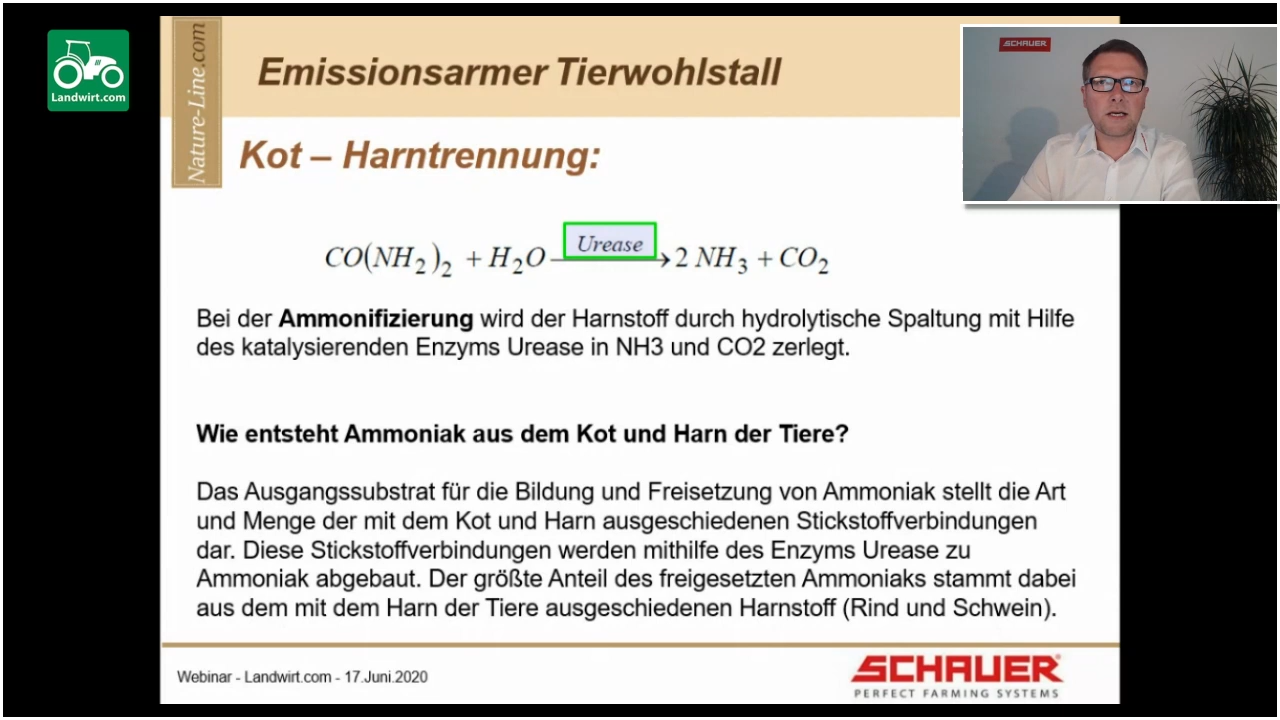 Landwirt.com
Nature-Line.com
Emissionsarmer Tierwohlstall
SCHAUER
Kot – Harntrennung:
CO(NH₂)₂ + H₂O —Urease→ 2 NH₃ + CO₂
Bei der Ammonifizierung wird der Harnstoff durch hydrolytische Spaltung mit Hilfe
des katalysierenden Enzyms Urease in NH3 und CO2 zerlegt.
Wie entsteht Ammoniak aus dem Kot und Harn der Tiere?
Das Ausgangssubstrat für die Bildung und Freisetzung von Ammoniak stellt die Art
und Menge der mit dem Kot und Harn ausgeschiedenen Stickstoffverbindungen
dar. Diese Stickstoffverbindungen werden mithilfe des Enzyms Urease zu
Ammoniak abgebaut. Der größte Anteil des freigesetzten Ammoniaks stammt dabei
aus dem mit dem Harn der Tiere ausgeschiedenen Harnstoff (Rind und Schwein).
Webinar - Landwirt.com - 17.Juni.2020
SCHAUER
PERFECT FARMING SYSTEMS